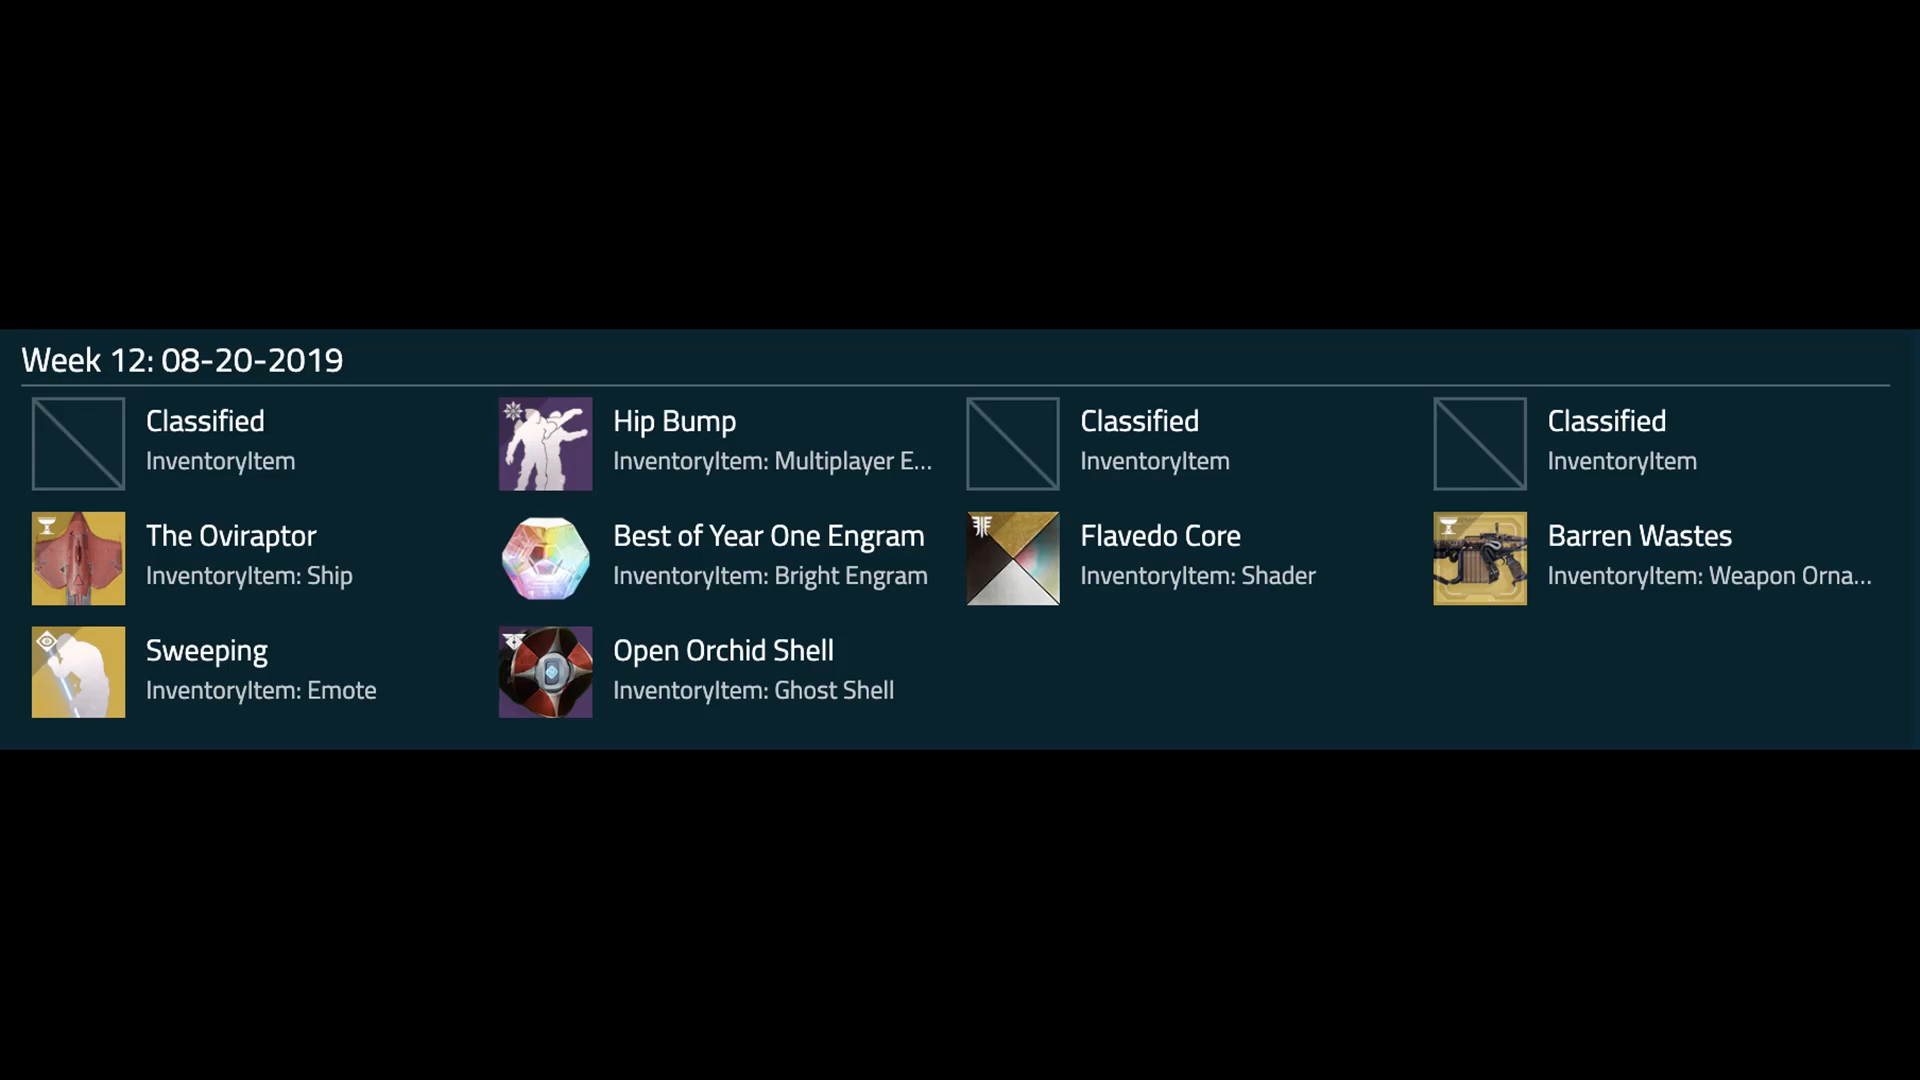 Week 12: 08-20-2019
Classified
InventoryItem
Hip Bump
InventoryItem: Multiplayer E...
Classified
InventoryItem
Classified
InventoryItem
The Oviraptor
InventoryItem: Ship
Best of Year One Engram
InventoryItem: Bright Engram
Flavedo Core
InventoryItem: Shader
Barren Wastes
InventoryItem: Weapon Orna...
Sweeping
InventoryItem: Emote
Open Orchid Shell
InventoryItem: Ghost Shell